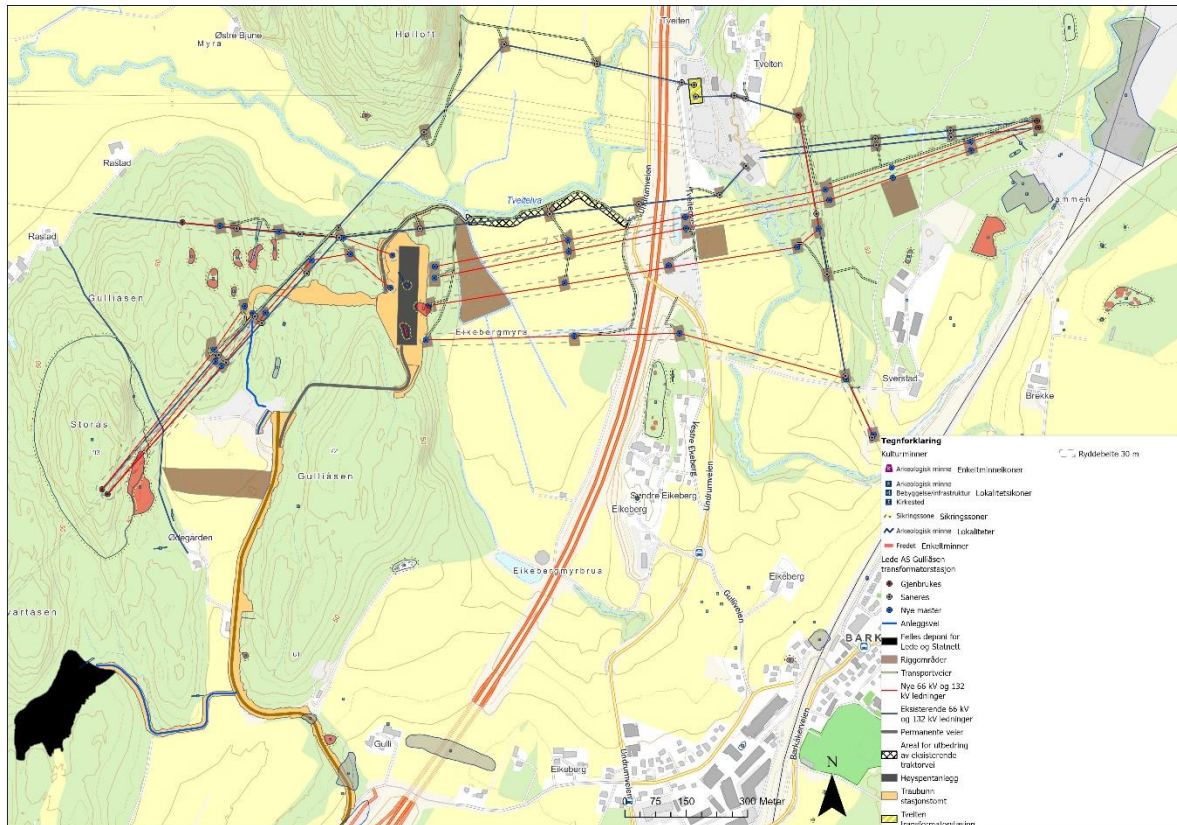 Tveiten
Østre Bjune
Myra
Høiloft
Tveiten
Rastad
Tveitelva
Undrumveien
Dammen
Rastad
Gulliåsen
Eikebergmyra
Svenstad
Brekke
Storås
Vestre Ekeberg
Gulliåsen
Søndre Eikeberg
Eikeberg
Undrumveien
Ødegården
Eikebergmyrbrua
Eikeberg
Gulliveien
BARK
Gulli
Eikeberg
Undrumveien
Barkåkerveien
N
0 75 150 300 Meter
Tegnforklaring
Kulturminner
Arkeologisk minne Enkeltminneikoner
Arkeologisk minne
Bebyggelse/infrastruktur Lokalitetsikoner
Kirkested
Sikringssone Sikringssoner
Arkeologisk minne Lokaliteter
Fredet Enkeltminner
Lede AS Gulliåsen
transformatorstasjon
Gjenbrukes
Saneres
Nye master
Anleggsvei
Felles deponi for
Lede og Statnett
Riggområder
Transportveier
Nye 66 kV og 132
kV ledninger
Eksisterende 66 kV
og 132 kV ledninger
Permanente veier
Areal for utbedring
av eksisterende
traktorvei
Høyspentanlegg
Traubunn
stasjonstomt
Tveiten
transformatorstasjon
Ryddebelte 30 m